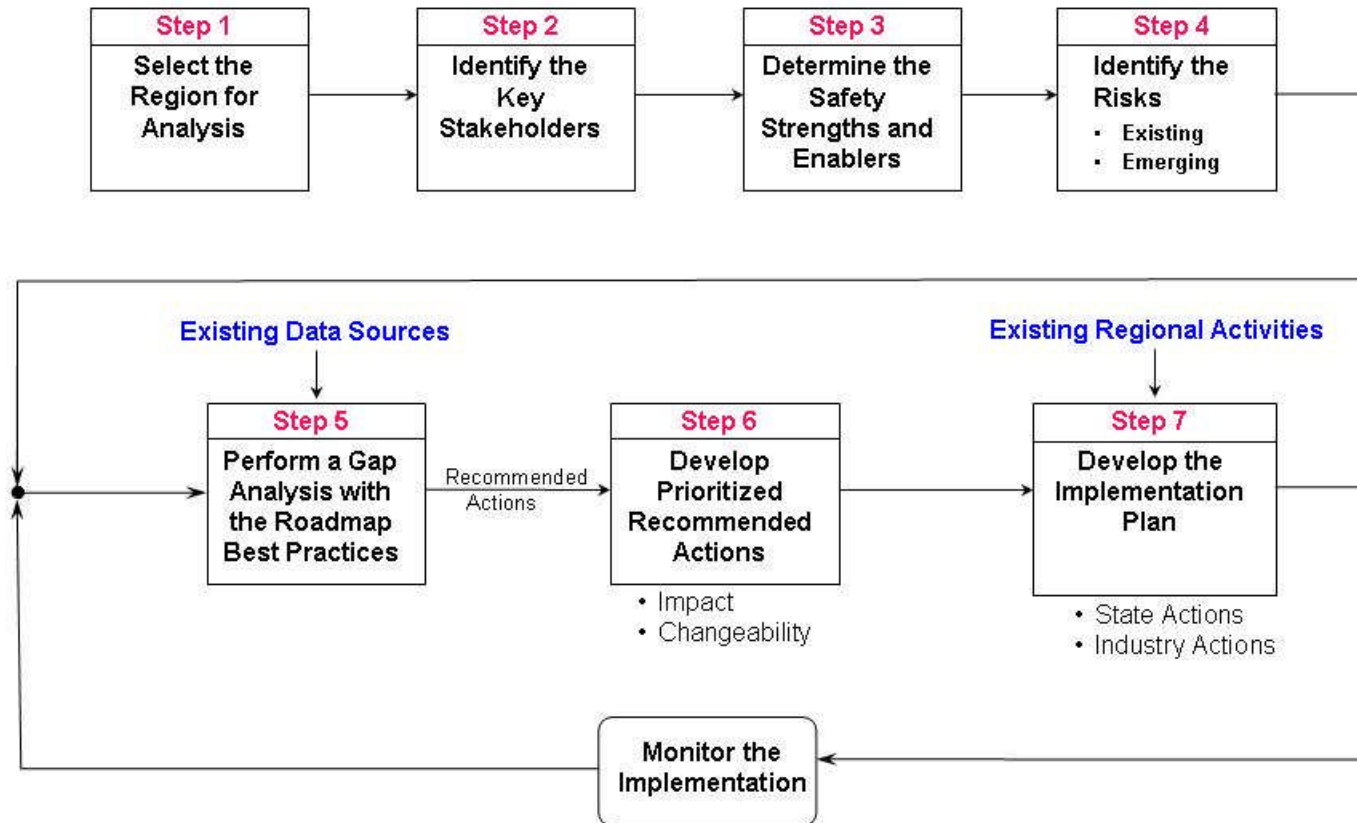 Step 1
Select the
Region for
Analysis
Step 2
Identify the
Key
Stakeholders
Step 3
Determine the
Safety
Strengths and
Enablers
Step 4
Identify the
Risks
▪ Existing
▪ Emerging
Existing Data Sources
Existing Regional Activities
Step 5
Perform a Gap
Analysis with
the Roadmap
Best Practices
Recommended
Actions
Step 6
Develop
Prioritized
Recommended
Actions
• Impact
• Changeability
Step 7
Develop the
Implementation
Plan
• State Actions
• Industry Actions
Monitor the
Implementation